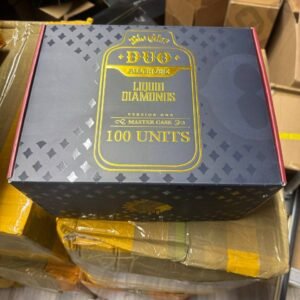 DUO
LIQUID
DIAMONDS
VERSION ONE
MASTER CASE
100 UNITS